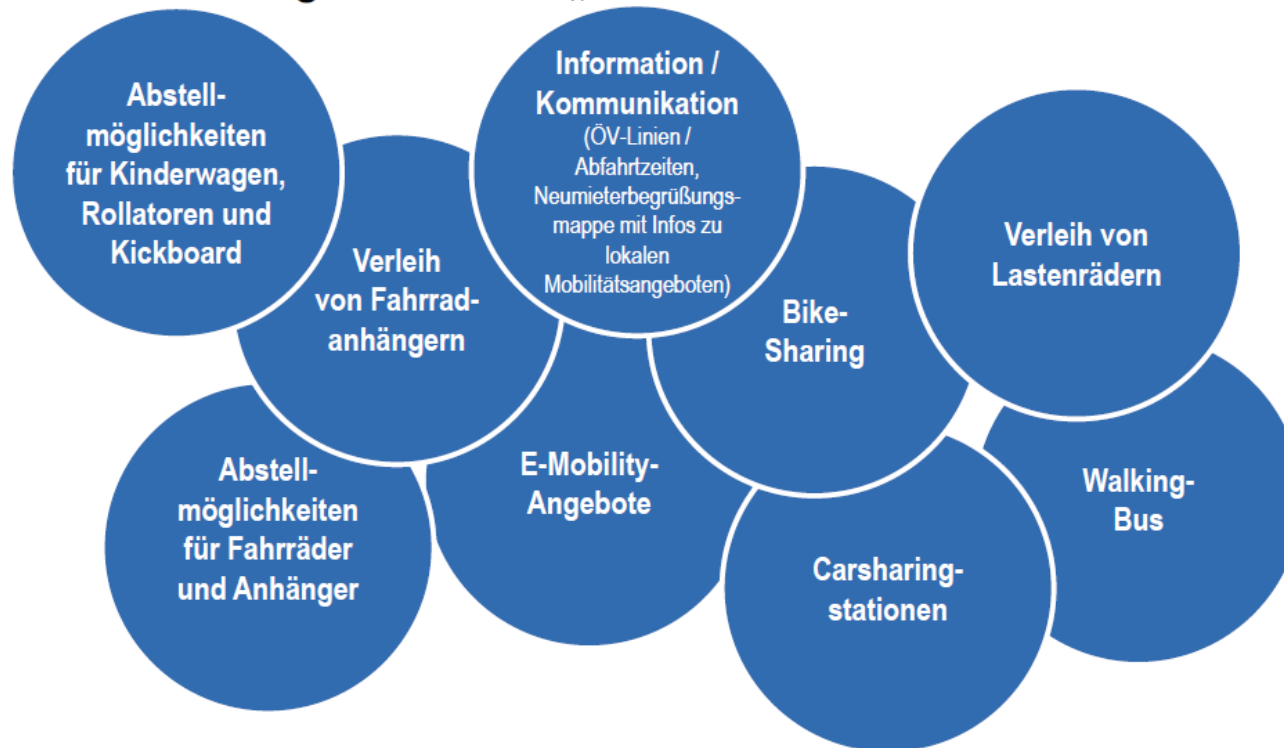 Abstell-
möglichkeiten
für Kinderwagen,
Rollatoren und
Kickboard
Verleih
von Fahrrad-
anhängern
Information /
Kommunikation
(ÖV-Linien /
Abfahrtzeiten,
Neumieterbegrüßungs-
mappe mit Infos zu
lokalen
Mobilitätsangeboten)
Bike-
Sharing
Verleih von
Lastenrädern
Abstell-
möglichkeiten
für Fahrräder
und Anhänger
E-Mobility-
Angebote
Carsharing-
stationen
Walking-
Bus